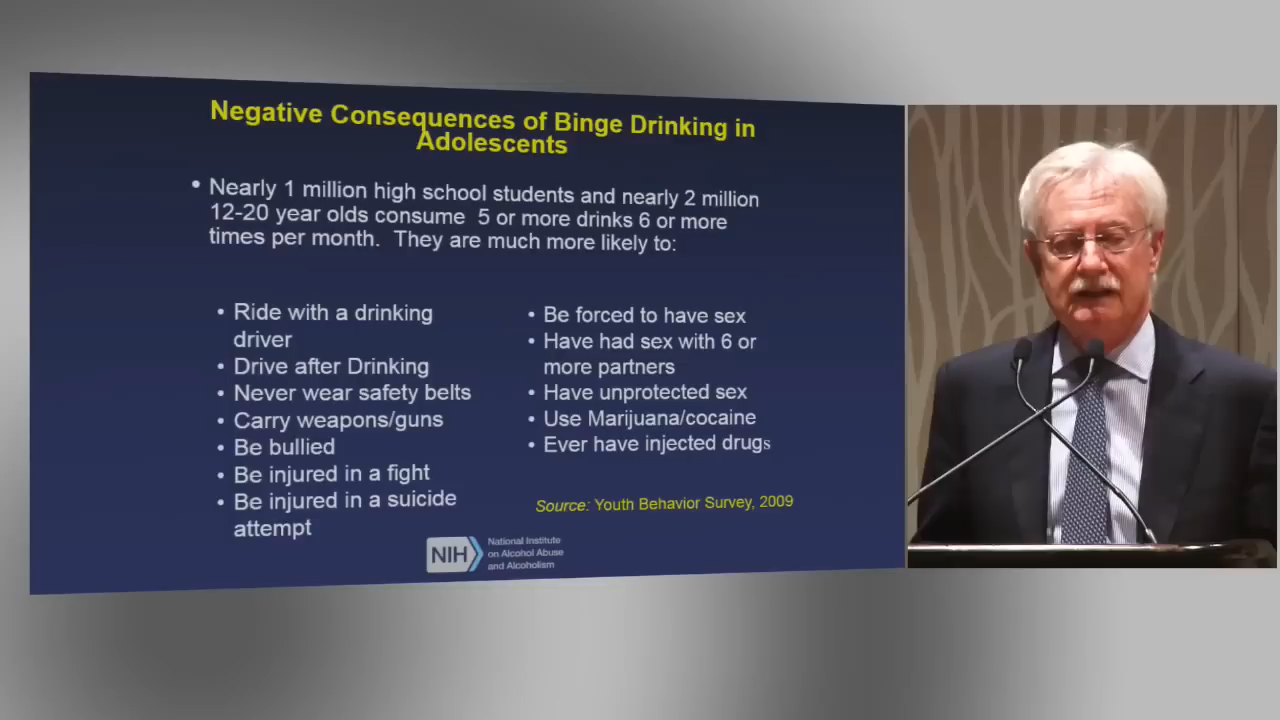 Negative Consequences of Binge Drinking in
Adolescents
• Nearly 1 million high school students and nearly 2 million
12-20 year olds consume 5 or more drinks 6 or more
times per month. They are much more likely to:
• Ride with a drinking
driver
• Drive after Drinking
• Never wear safety belts
• Carry weapons/guns
• Be bullied
• Be injured in a fight
• Be injured in a suicide
attempt
• Be forced to have sex
• Have had sex with 6 or
more partners
• Have unprotected sex
• Use Marijuana/cocaine
• Ever have injected drugs
Source: Youth Behavior Survey, 2009
NIH
National Institute
on Alcohol Abuse
and Alcoholism